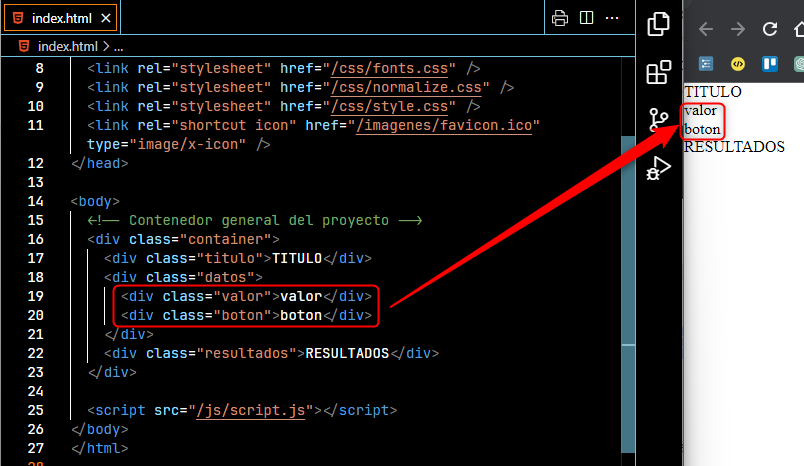 index.html
index.html > ...
8 <link rel="stylesheet" href="/css/fonts.css" />
9 <link rel="stylesheet" href="/css/normalize.css" />
10 <link rel="stylesheet" href="/css/style.css" />
11 <link rel="shortcut icon" href="/imagenes/favicon.ico"
type="image/x-icon" />
12 </head>
13
14 <body>
15 <!-- Contenedor general del proyecto -->
16 <div class="container">
17 <div class="titulo">TITULO</div>
18 <div class="datos">
19 <div class="valor">valor</div>
20 <div class="boton">boton</div>
21 </div>
22 <div class="resultados">RESULTADOS</div>
23 </div>
24
25 <script src="/js/script.js"></script>
26 </body>
27 </html>
28
TITULO
valor
boton
RESULTADOS